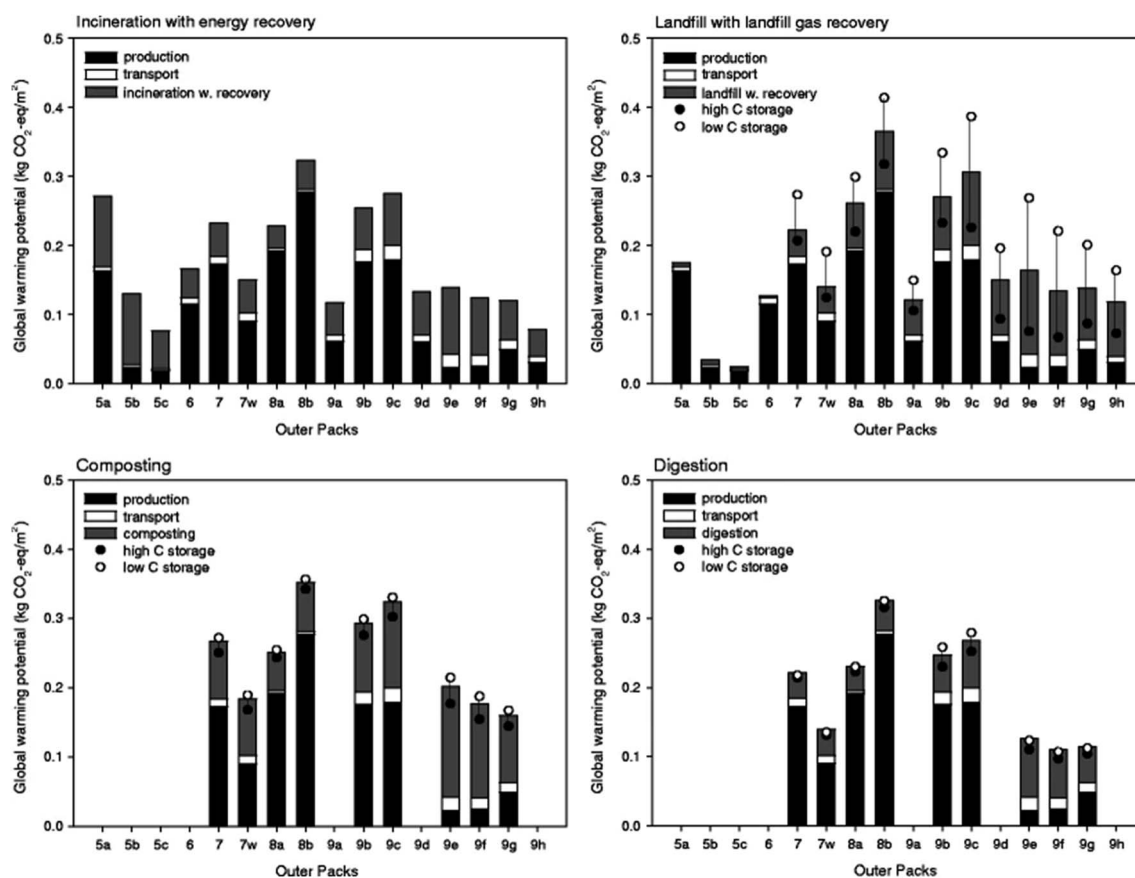 Incineration with energy recovery
Global warming potential (kg CO2-eq/m2)
0.5
0.4
0.3
0.2
0.1
0.0
production
transport
incineration w. recovery
5a 5b 5c 6 7 7w 8a 8b 9a 9b 9c 9d 9e 9f 9g 9h
Outer Packs
Landfill with landfill gas recovery
Global warming potential (kg CO2-eq/m2)
0.5
0.4
0.3
0.2
0.1
0.0
production
transport
landfill w. recovery
high C storage
low C storage
5a 5b 5c 6 7 7w 8a 8b 9a 9b 9c 9d 9e 9f 9g 9h
Outer Packs
Composting
Global warming potential (kg CO2-eq/m2)
0.5
0.4
0.3
0.2
0.1
0.0
production
transport
composting
high C storage
low C storage
5a 5b 5c 6 7 7w 8a 8b 9a 9b 9c 9d 9e 9f 9g 9h
Outer Packs
Digestion
Global warming potential (kg CO2-eq/m2)
0.5
0.4
0.3
0.2
0.1
0.0
production
transport
digestion
high C storage
low C storage
5a 5b 5c 6 7 7w 8a 8b 9a 9b 9c 9d 9e 9f 9g 9h
Outer Packs